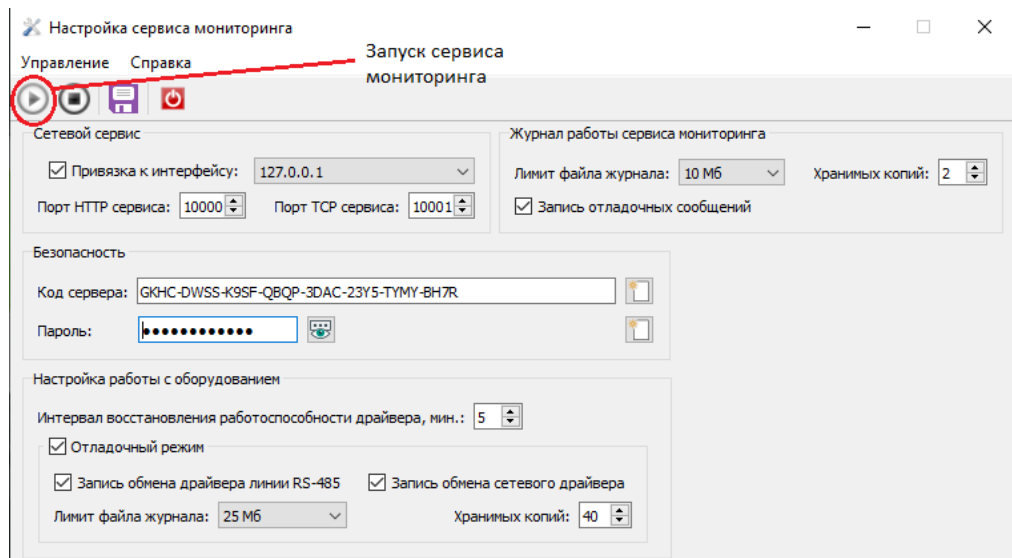 Настройка сервиса мониторинга
Управление Справка
Запуск сервиса
мониторинга
Сетевой сервис
Привязка к интерфейсу: 127.0.0.1
Порт HTTP сервиса: 10000 Порт TCP сервиса: 10001
Журнал работы сервиса мониторинга
Лимит файла журнала: 10 Мб Хранимых копий: 2
Запись отладочных сообщений
Безопасность
Код сервера: GKHC-DWSS-K9SF-QBQP-3DAC-23Y5-TYMY-BH7R
Пароль: ●●●●●●●●●●●●
Настройка работы с оборудованием
Интервал восстановления работоспособности драйвера, мин.: 5
Отладочный режим
Запись обмена драйвера линии RS-485 Запись обмена сетевого драйвера
Лимит файла журнала: 25 Мб Хранимых копий: 40